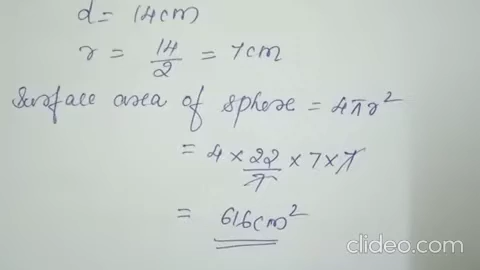 d = 14cm
r = 14/2 = 7cm
Surface area of sphere = 4πr²
= 4 × 22/7 × 7 × 7
= 616cm²
clideo.com